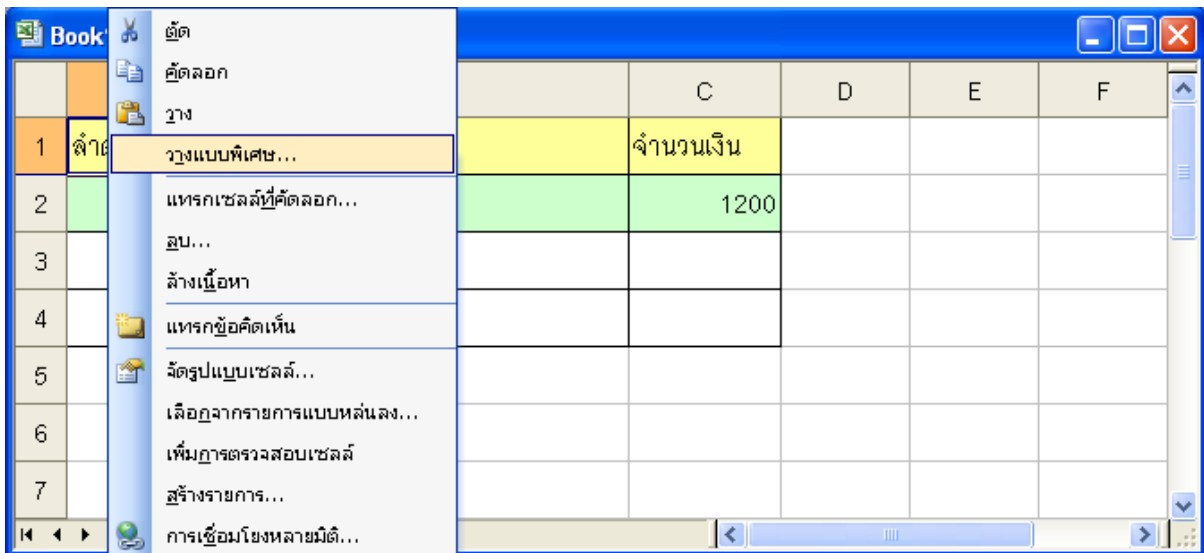 Book
ตัด
คัดลอก
วาง
วางแบบพิเศษ...
แทรกเซลล์ที่คัดลอก...
ลบ...
ล้างเนื้อหา
แทรกข้อคิดเห็น
จัดรูปแบบเซลล์...
เลือกจากรายการแบบหล่นลง...
เพิ่มการตรวจสอบเซลล์
สร้างรายการ...
การเชื่อมโยงหลายมิติ...
C D E F
1 จำนวนเงิน
2 1200
3
4
5
6
7